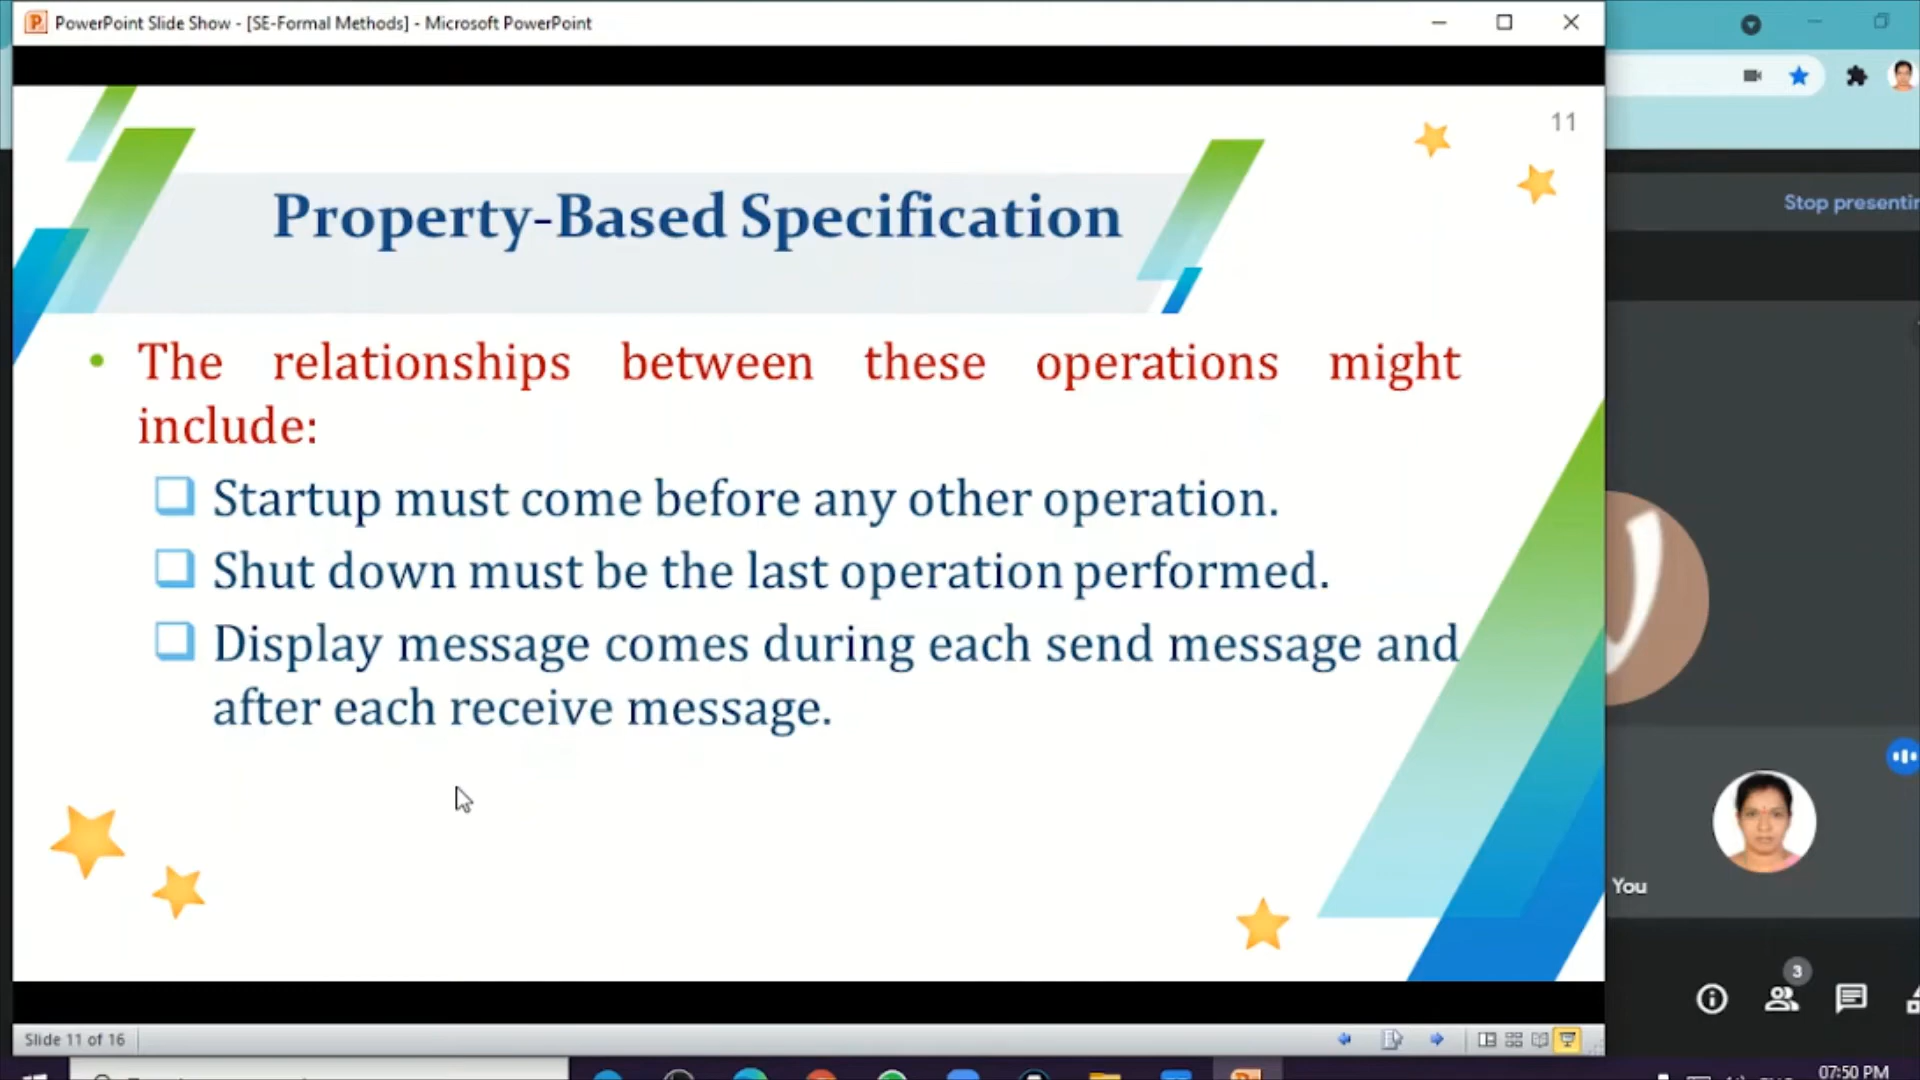 PowerPoint Slide Show - [SE-Formal Methods] - Microsoft PowerPoint
11
Property-Based Specification
Stop
• The relationships between these operations might
include:
❑ Startup must come before any other operation.
❑ Shut down must be the last operation performed.
❑ Display message comes during each send message and
after each receive message.
You
3
Slide 11 of 16
07:50 PM